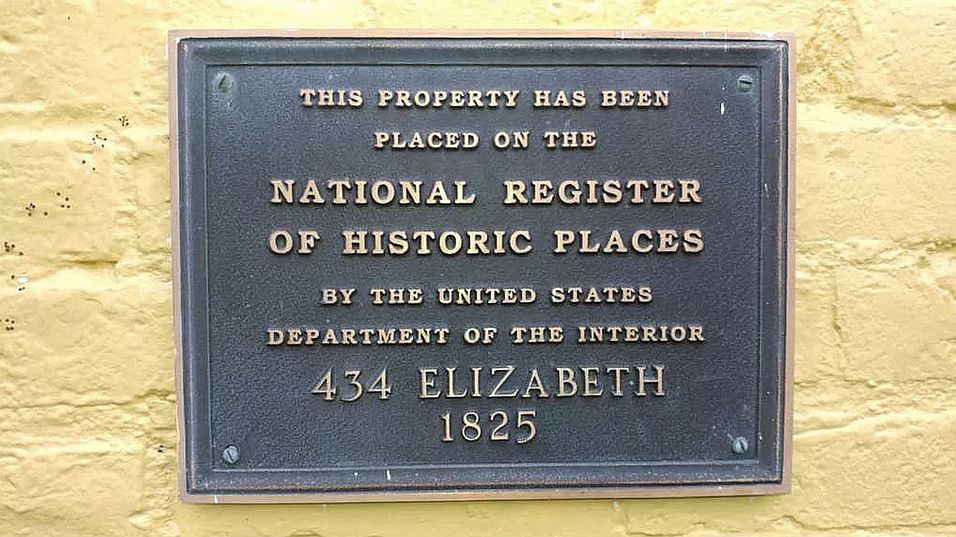 THIS PROPERTY HAS BEEN
PLACED ON THE
NATIONAL REGISTER
OF HISTORIC PLACES
BY THE UNITED STATES
DEPARTMENT OF THE INTERIOR
434 ELIZABETH
1825